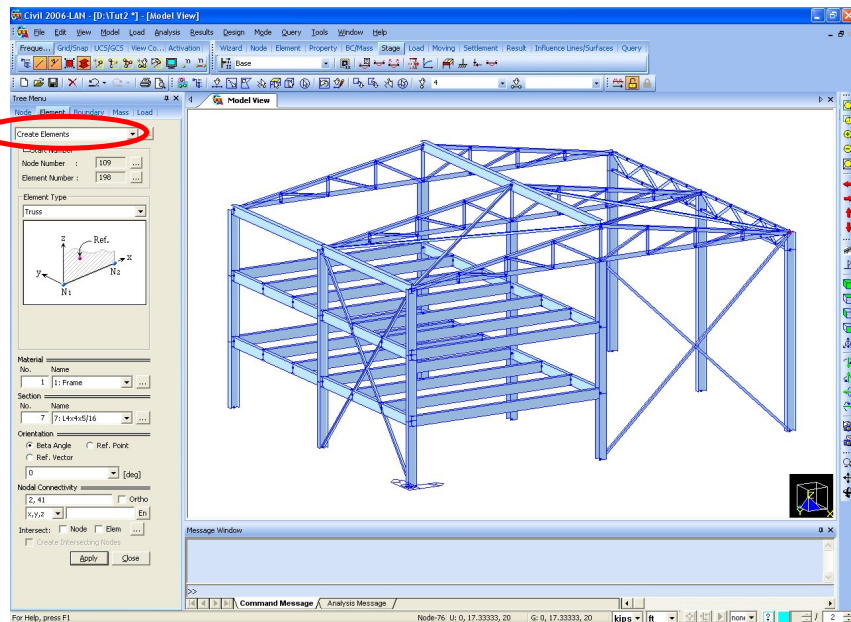 Civil 2006-LAN - [D:\Tut2 *] - [Model View]
File Edit View Model Load Analysis Results Design Mode Query Tools Window Help
Freque... Grid/Snap UCS/GCS View Co... Activation Wizard Node Element Property BC/Mass Stage Load Moving Settlement Result Influence Lines/Surfaces Query
Base
4
Tree Menu
Model View
Node Element Boundary Mass Load
Create Elements
Start Number
Node Number : 109 ...
Element Number : 198 ...
Element Type
Truss
z Ref. x
y N1 N2
Material
No. Name
1 1: Frame ...
Section
No. Name
7 7: L4x4x5/16 ...
Orientation
Beta Angle Ref. Point
Ref. Vector
0 [deg]
Nodal Connectivity
2, 41 Ortho
x,y,z En
Intersect: Node Elem ...
Create Intersecting Nodes
Apply Close
Message Window
>>
Command Message Analysis Message
For Help, press F1 Node-76 U: 0, 17.33333, 20 G: 0, 17.33333, 20 kips ft non / 2